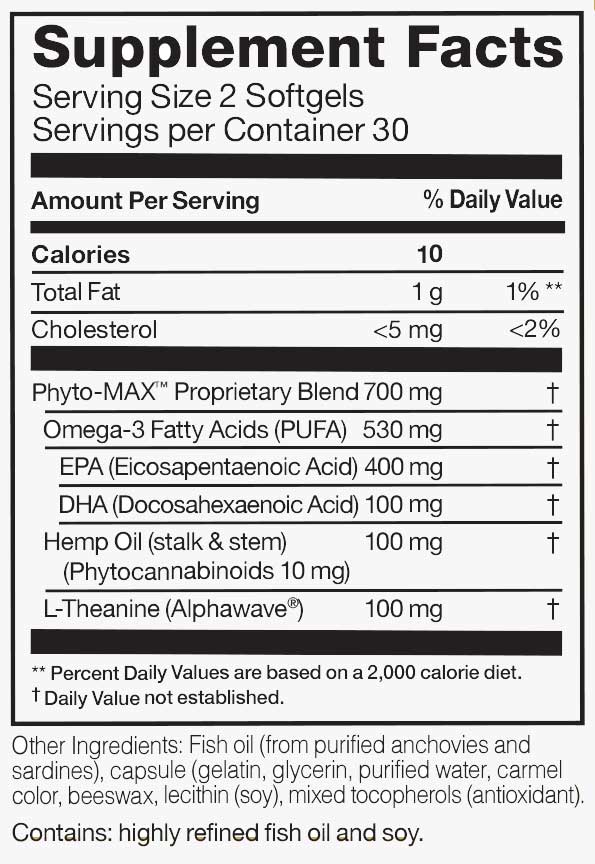 Supplement Facts
Serving Size 2 Softgels
Servings per Container 30
Amount Per Serving % Daily Value
Calories 10
Total Fat 1 g 1% **
Cholesterol <5 mg <2%
Phyto-MAX™ Proprietary Blend 700 mg †
Omega-3 Fatty Acids (PUFA) 530 mg †
EPA (Eicosapentaenoic Acid) 400 mg †
DHA (Docosahexaenoic Acid) 100 mg †
Hemp Oil (stalk & stem) 100 mg †
(Phytocannabinoids 10 mg)
L-Theanine (Alphawave®) 100 mg †
** Percent Daily Values are based on a 2,000 calorie diet.
† Daily Value not established.
Other Ingredients: Fish oil (from purified anchovies and
sardines), capsule (gelatin, glycerin, purified water, carmel
color, beeswax, lecithin (soy), mixed tocopherols (antioxidant).
Contains: highly refined fish oil and soy.